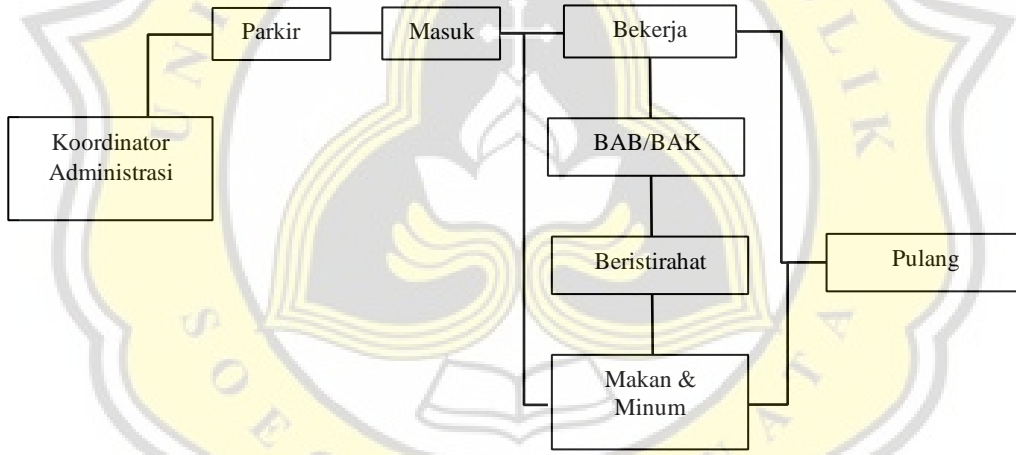 Parkir
Masuk
Bekerja
Koordinator
Administrasi
BAB/BAK
Beristirahat
Pulang
Makan &
Minum